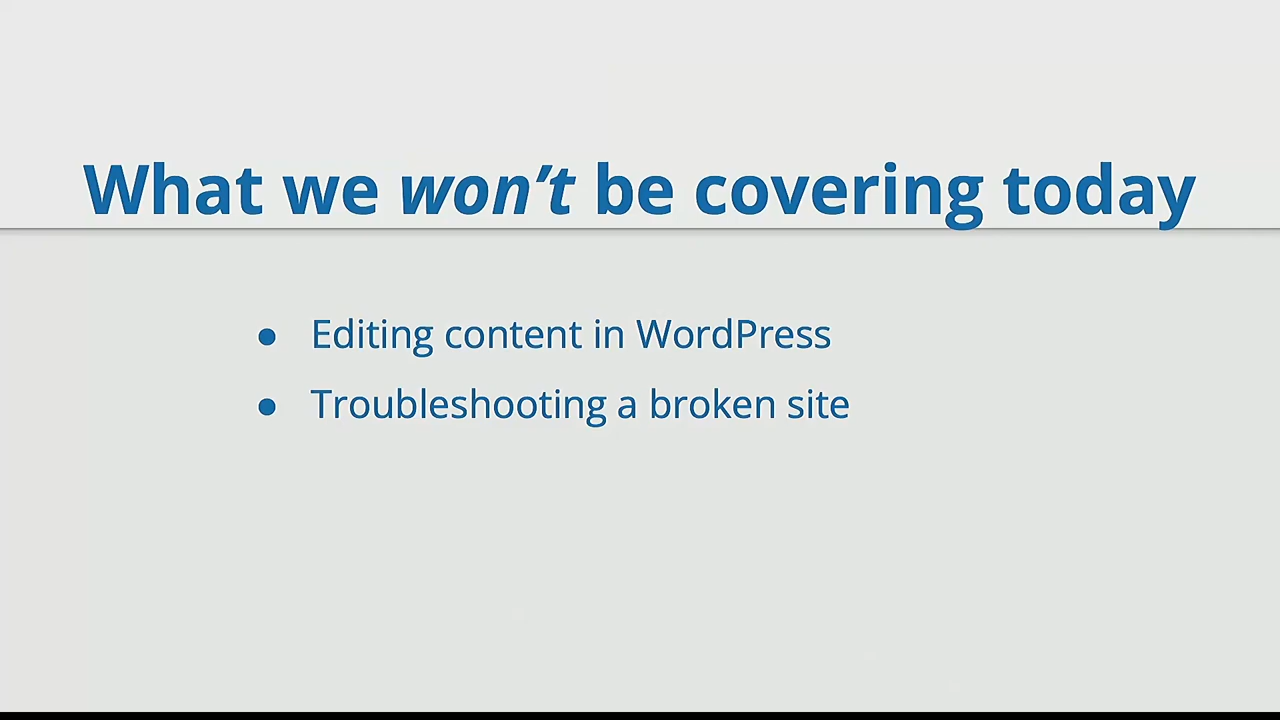 What we won’t be covering today
● Editing content in WordPress
● Troubleshooting a broken site